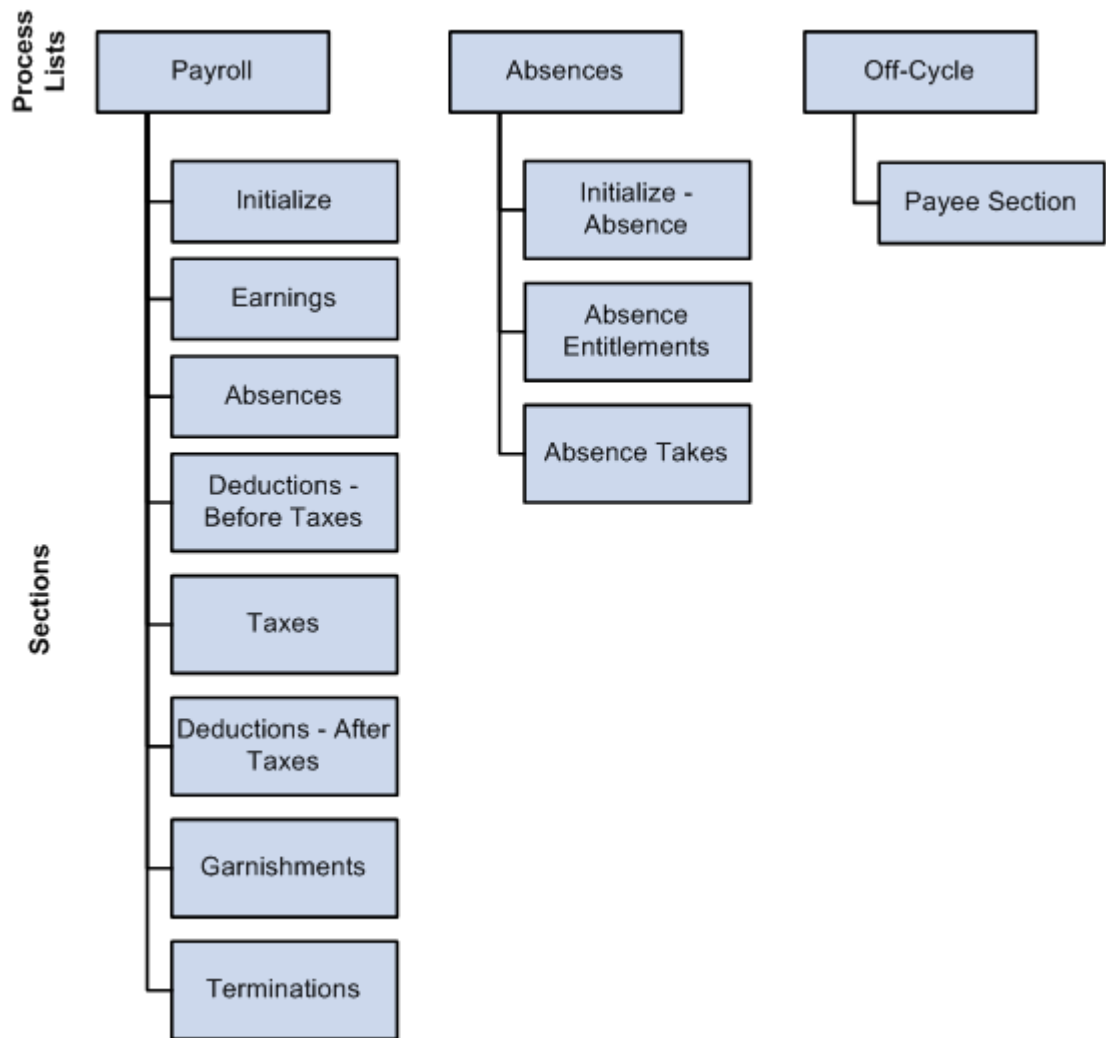 Process
Lists
Payroll
Absences
Off-Cycle
Sections
Initialize
Earnings
Absences
Deductions -
Before Taxes
Taxes
Deductions - After
Taxes
Garnishments
Terminations
Initialize -
Absence
Absence
Entitlements
Absence Takes
Payee Section